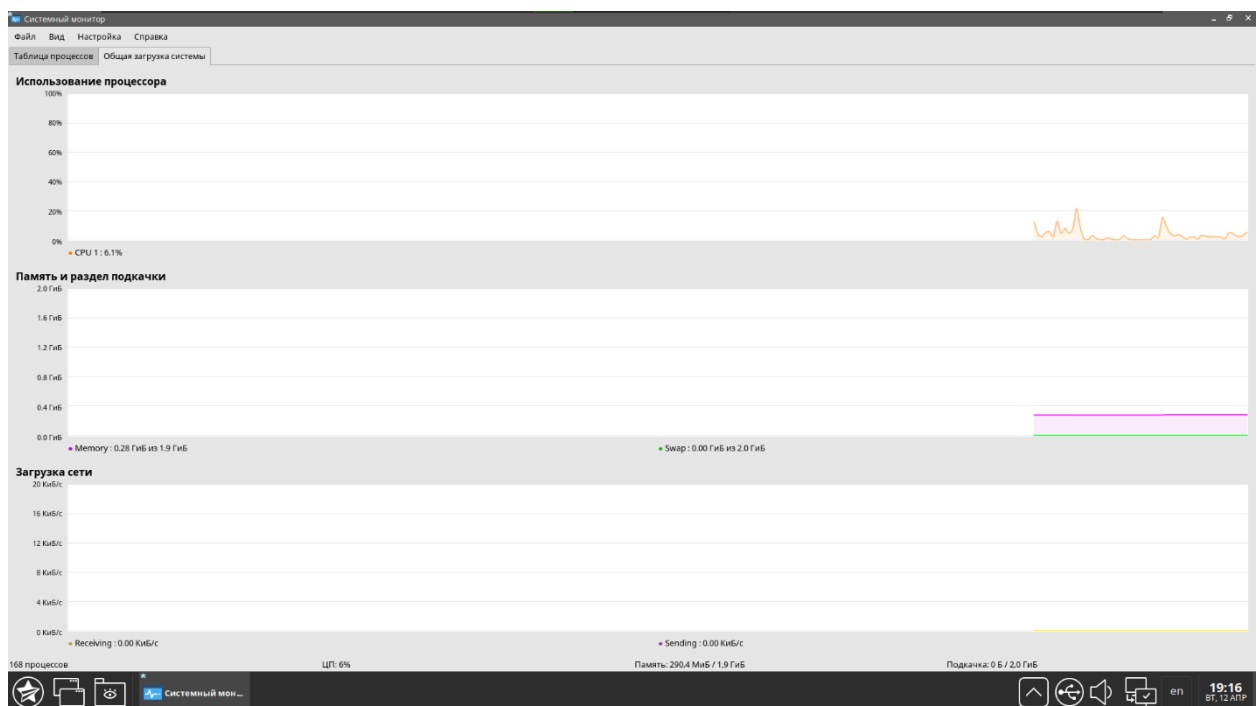 Системный монитор
Файл Вид Настройка Справка
Таблица процессов Общая загрузка системы
Использование процессора
100%
80%
60%
40%
20%
0%
CPU 1 : 6.1%
Память и раздел подкачки
2.0 ГиБ
1.6 ГиБ
1.2 ГиБ
0.8 ГиБ
0.4 ГиБ
0.0 ГиБ
Memory : 0.28 ГиБ из 1.9 ГиБ Swap : 0.00 ГиБ из 2.0 ГиБ
Загрузка сети
20 КиБ/с
16 КиБ/с
12 КиБ/с
8 КиБ/с
4 КиБ/с
0 КиБ/с
Receiving : 0.00 КиБ/с Sending : 0.00 КиБ/с
168 процессов ЦП: 6% Память: 290,4 МиБ / 1,9 ГиБ Подкачка: 0 Б / 2,0 ГиБ
Системный мон... en 19:16
ВТ, 12 АПР